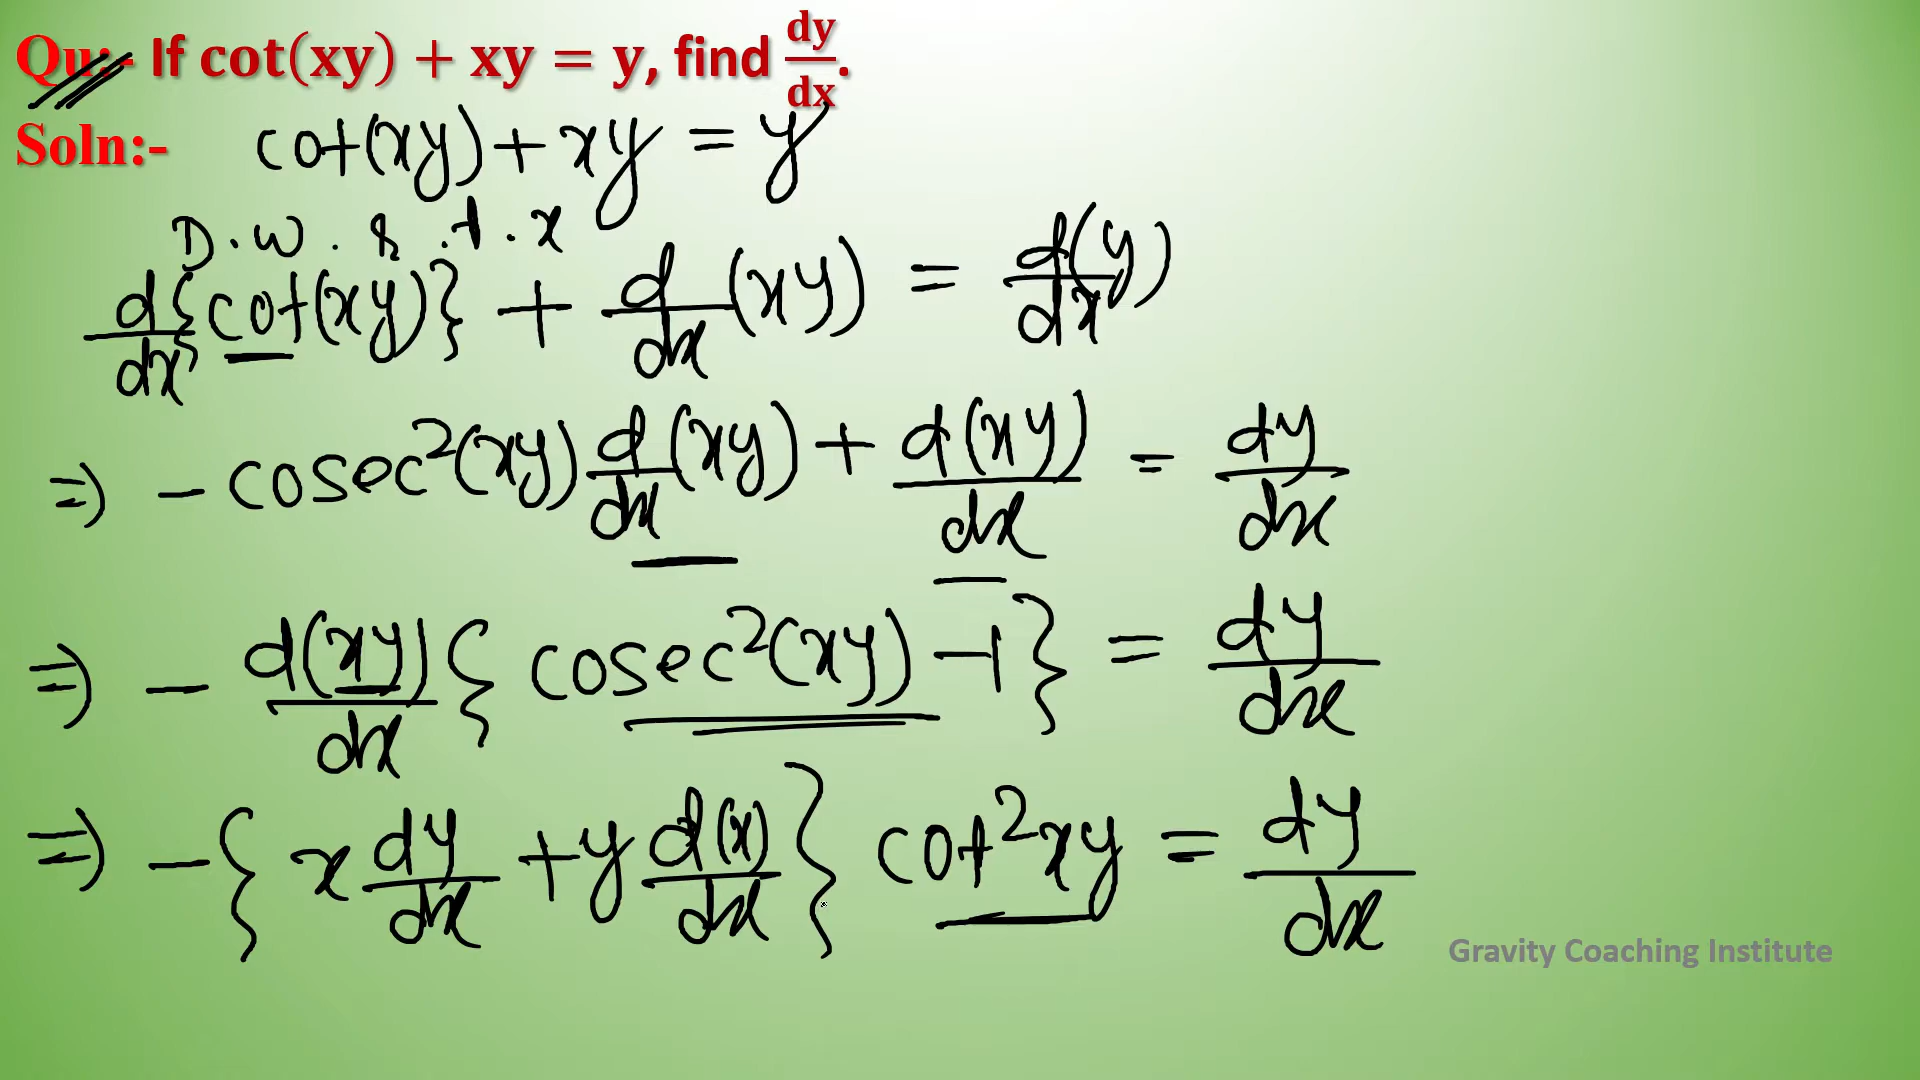 Qu:- If cot(xy) + xy = y, find dy/dx.
Soln:- cot(xy) + xy = y
D.w.r.t.x
d/dx{cot(xy)} + d/dx(xy) = d(y)/dx
⇒ - cosec²(xy) d/dx(xy) + d(xy)/dx = dy/dx
⇒ - d(xy)/dx {cosec²(xy) - 1} = dy/dx
⇒ - {x dy/dx + y d(x)/dx} cot²xy = dy/dx
Gravity Coaching Institute